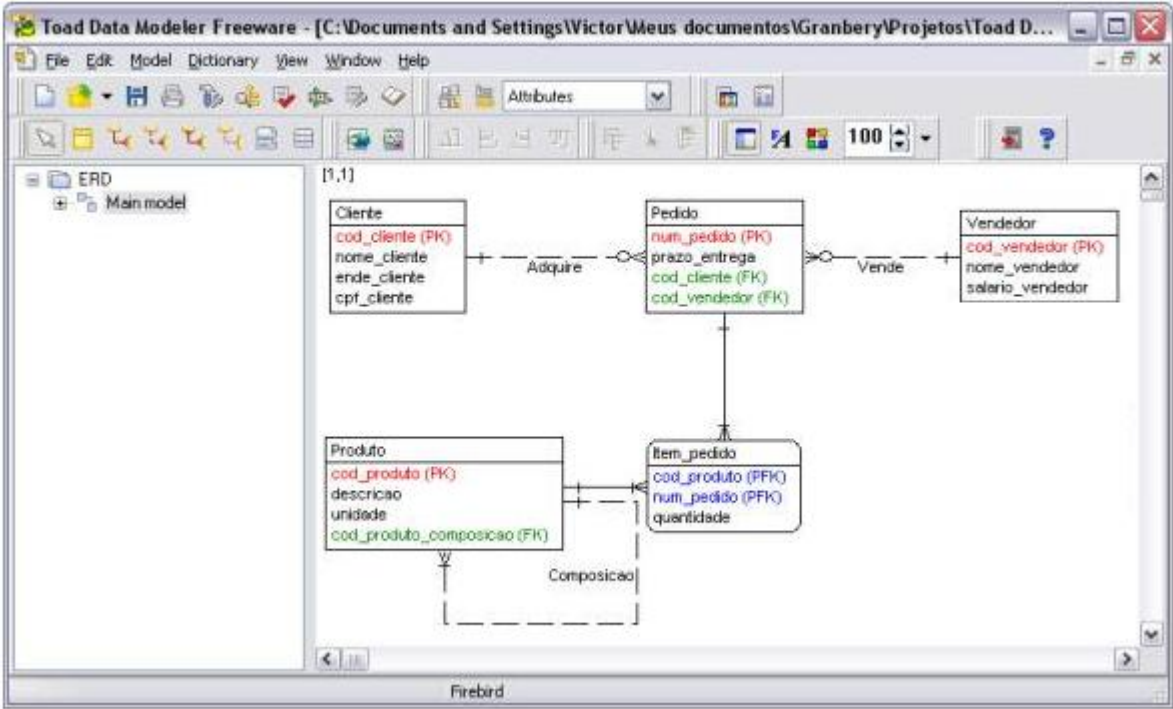 Toad Data Modeler Freeware - [C:\Documents and Settings\Victor\Meus documentos\Granbery\Projetos\Toad D...
File Edit Model Dictionary View Window Help
Attributes
100
ERD
Main model
[1,1]
Cliente
cod_cliente (PK)
nome_cliente
ende_cliente
cpf_cliente
Adquire
Pedido
num_pedido (PK)
prazo_entrega
cod_cliente (FK)
cod_vendedor (FK)
Vende
Vendedor
cod_vendedor (PK)
nome_vendedor
salario_vendedor
Produto
cod_produto (PK)
descricao
unidade
cod_produto_composicao (FK)
Composicao
Item_pedido
cod_produto (PFK)
num_pedido (PFK)
quantidade
Firebird